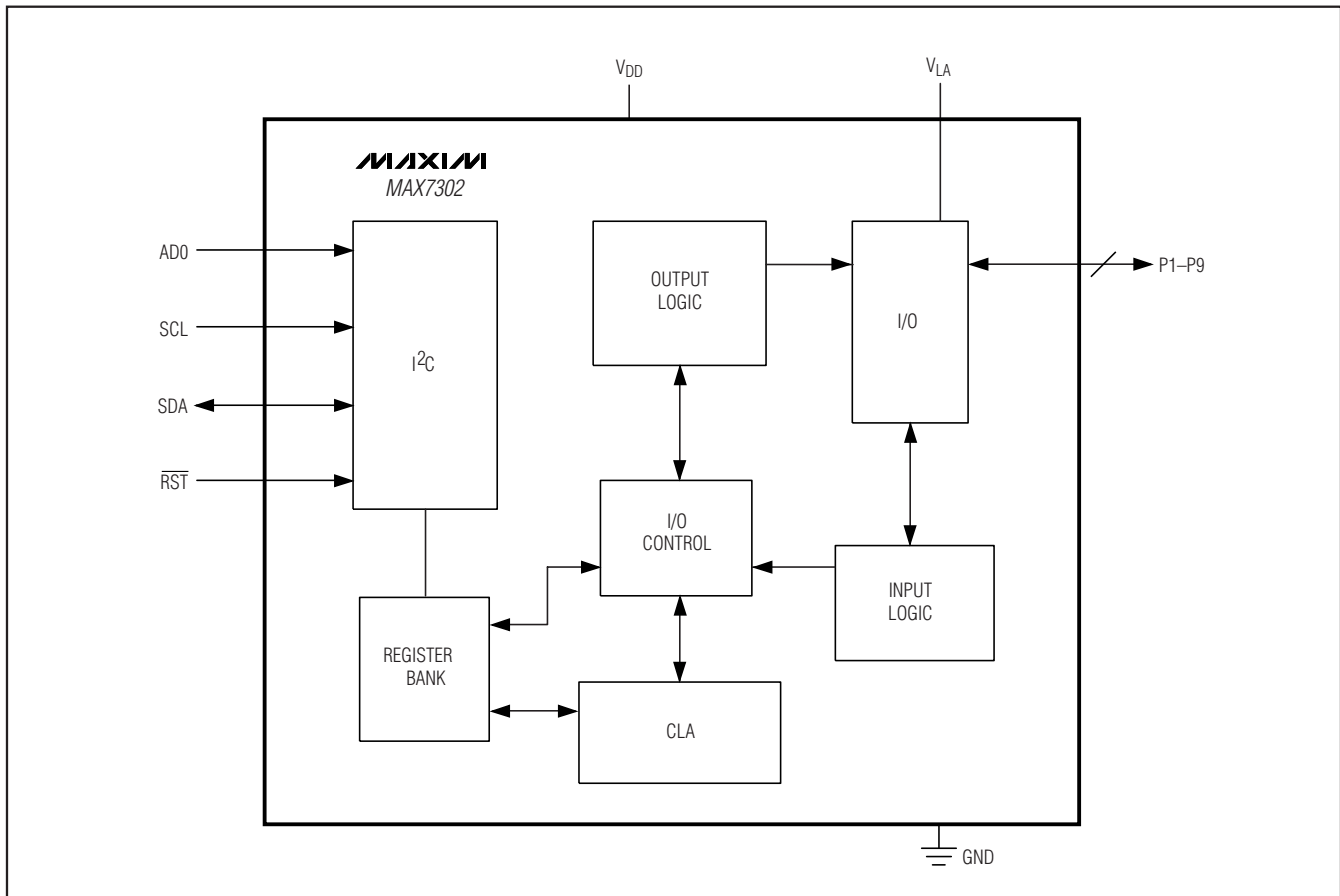 VDD
VLA
MAXIM
MAX7302
AD0
SCL
SDA
RST
I2C
OUTPUT
LOGIC
I/O
P1–P9
I/O
CONTROL
INPUT
LOGIC
REGISTER
BANK
CLA
GND